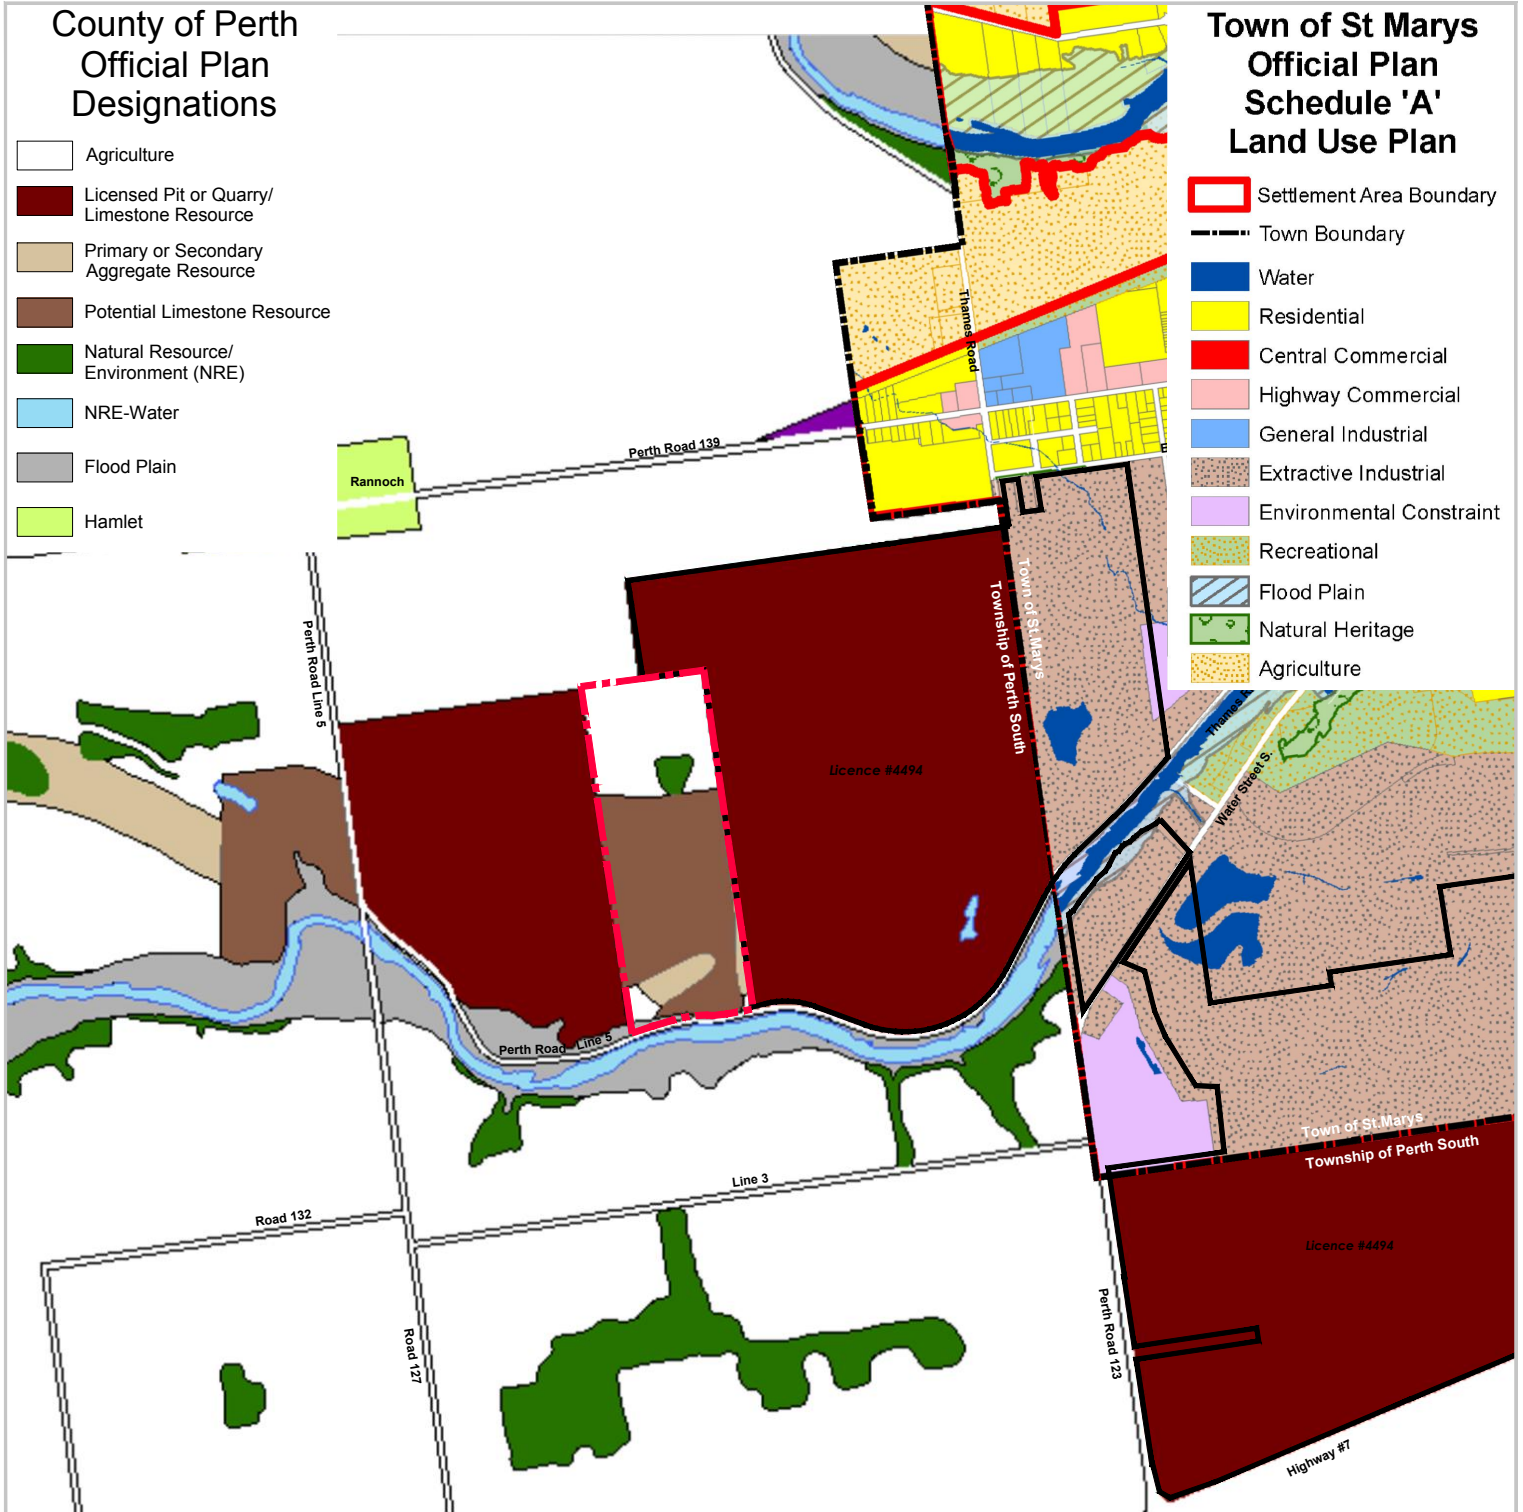 County of Perth
Official Plan
Designations
Agriculture
Licensed Pit or Quarry/
Limestone Resource
Primary or Secondary
Aggregate Resource
Potential Limestone Resource
Natural Resource/
Environment (NRE)
NRE-Water
Flood Plain
Hamlet
Town of St Marys
Official Plan
Schedule 'A'
Land Use Plan
Settlement Area Boundary
Town Boundary
Water
Residential
Central Commercial
Highway Commercial
General Industrial
Extractive Industrial
Environmental Constraint
Recreational
Flood Plain
Natural Heritage
Agriculture
Thames Road
Perth Road 139
Rannoch
Perth Road Line 5
Town of St.Marys
Township of Perth South
Licence #4494
Thames
Water Street S.
Perth Road Line 5
Town of St.Marys
Township of Perth South
Line 3
Road 132
Licence #4494
Perth Road 123
Road 127
Highway #7